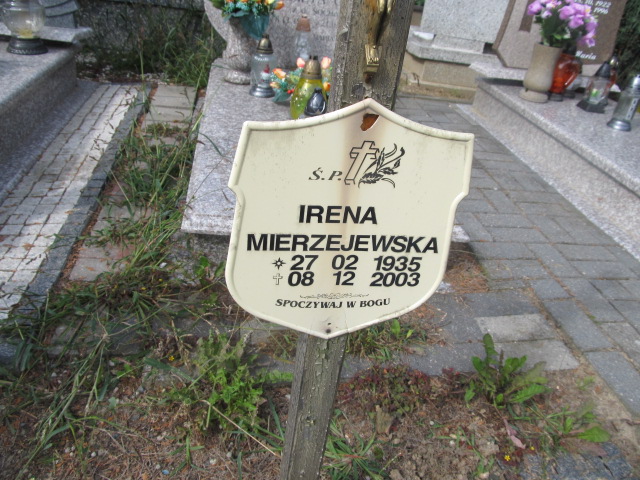 Ś.P.
IRENA
MIERZEJEWSKA
27 02 1935
08 12 2003
SPOCZYWAJ W BOGU